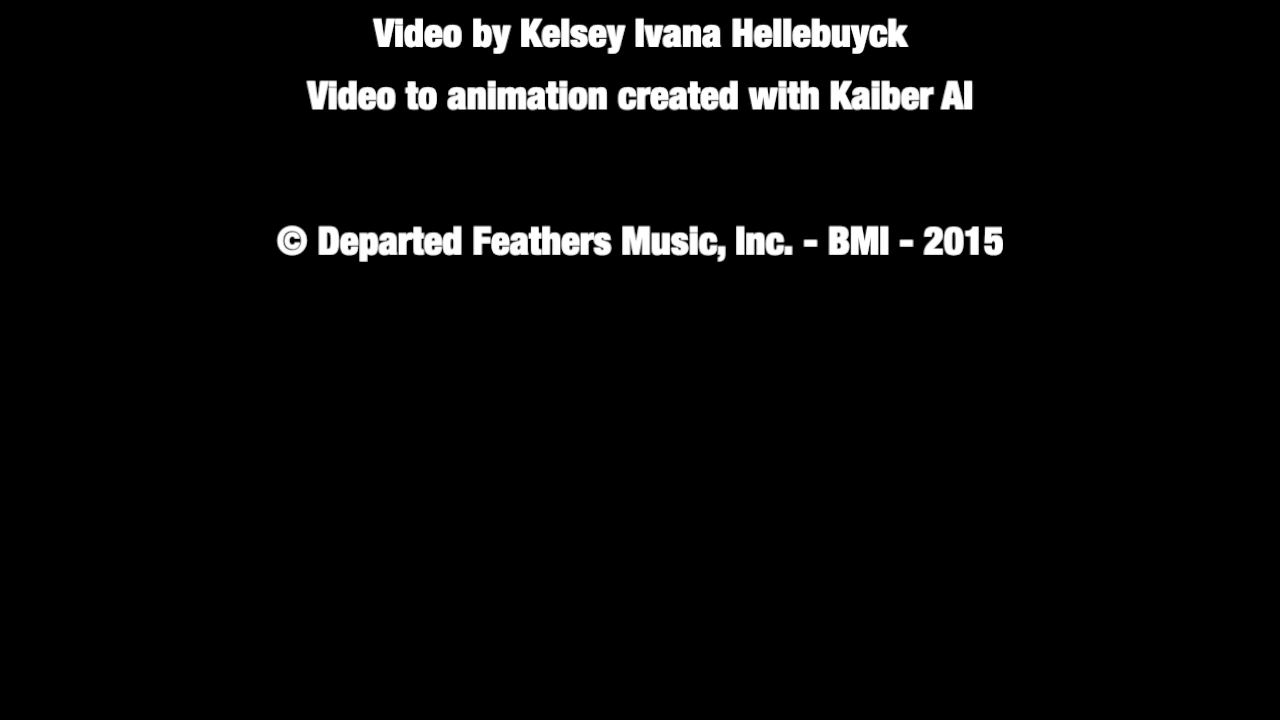 Video by Kelsey Ivana Hellebuyck
Video to animation created with Kaiber AI
© Departed Feathers Music, Inc. - BMI - 2015